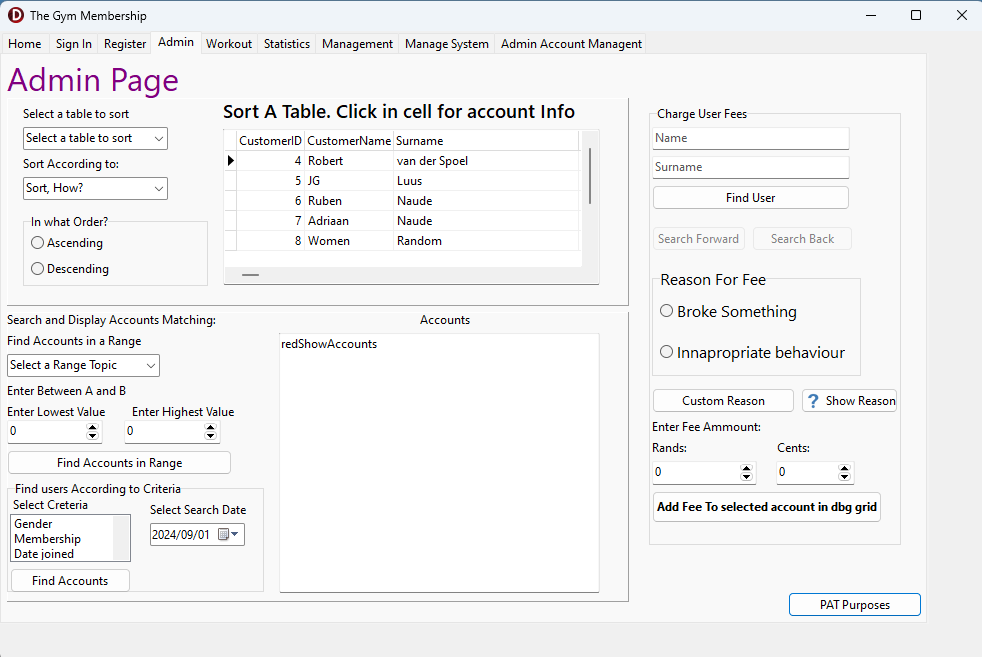 The Gym Membership
Home Sign In Register Admin Workout Statistics Management Manage System Admin Account Managent
Admin Page
Select a table to sort
Select a table to sort
Sort According to:
Sort, How?
In what Order?
Ascending
Descending
Sort A Table. Click in cell for account Info
CustomerID CustomerName Surname
4 Robert van der Spoel
5 JG Luus
6 Ruben Naude
7 Adriaan Naude
8 Women Random
Search and Display Accounts Matching:
Find Accounts in a Range
Select a Range Topic
Enter Between A and B
Enter Lowest Value Enter Highest Value
0 0
Find Accounts in Range
Find users According to Criteria
Select Creteria
Gender
Membership
Date joined
Select Search Date
2024/09/01
Find Accounts
Accounts
redShowAccounts
Charge User Fees
Name
Surname
Find User
Search Forward Search Back
Reason For Fee
Broke Something
Innapropriate behaviour
Custom Reason ? Show Reason
Enter Fee Ammount:
Rands: Cents:
0 0
Add Fee To selected account in dbg grid
PAT Purposes